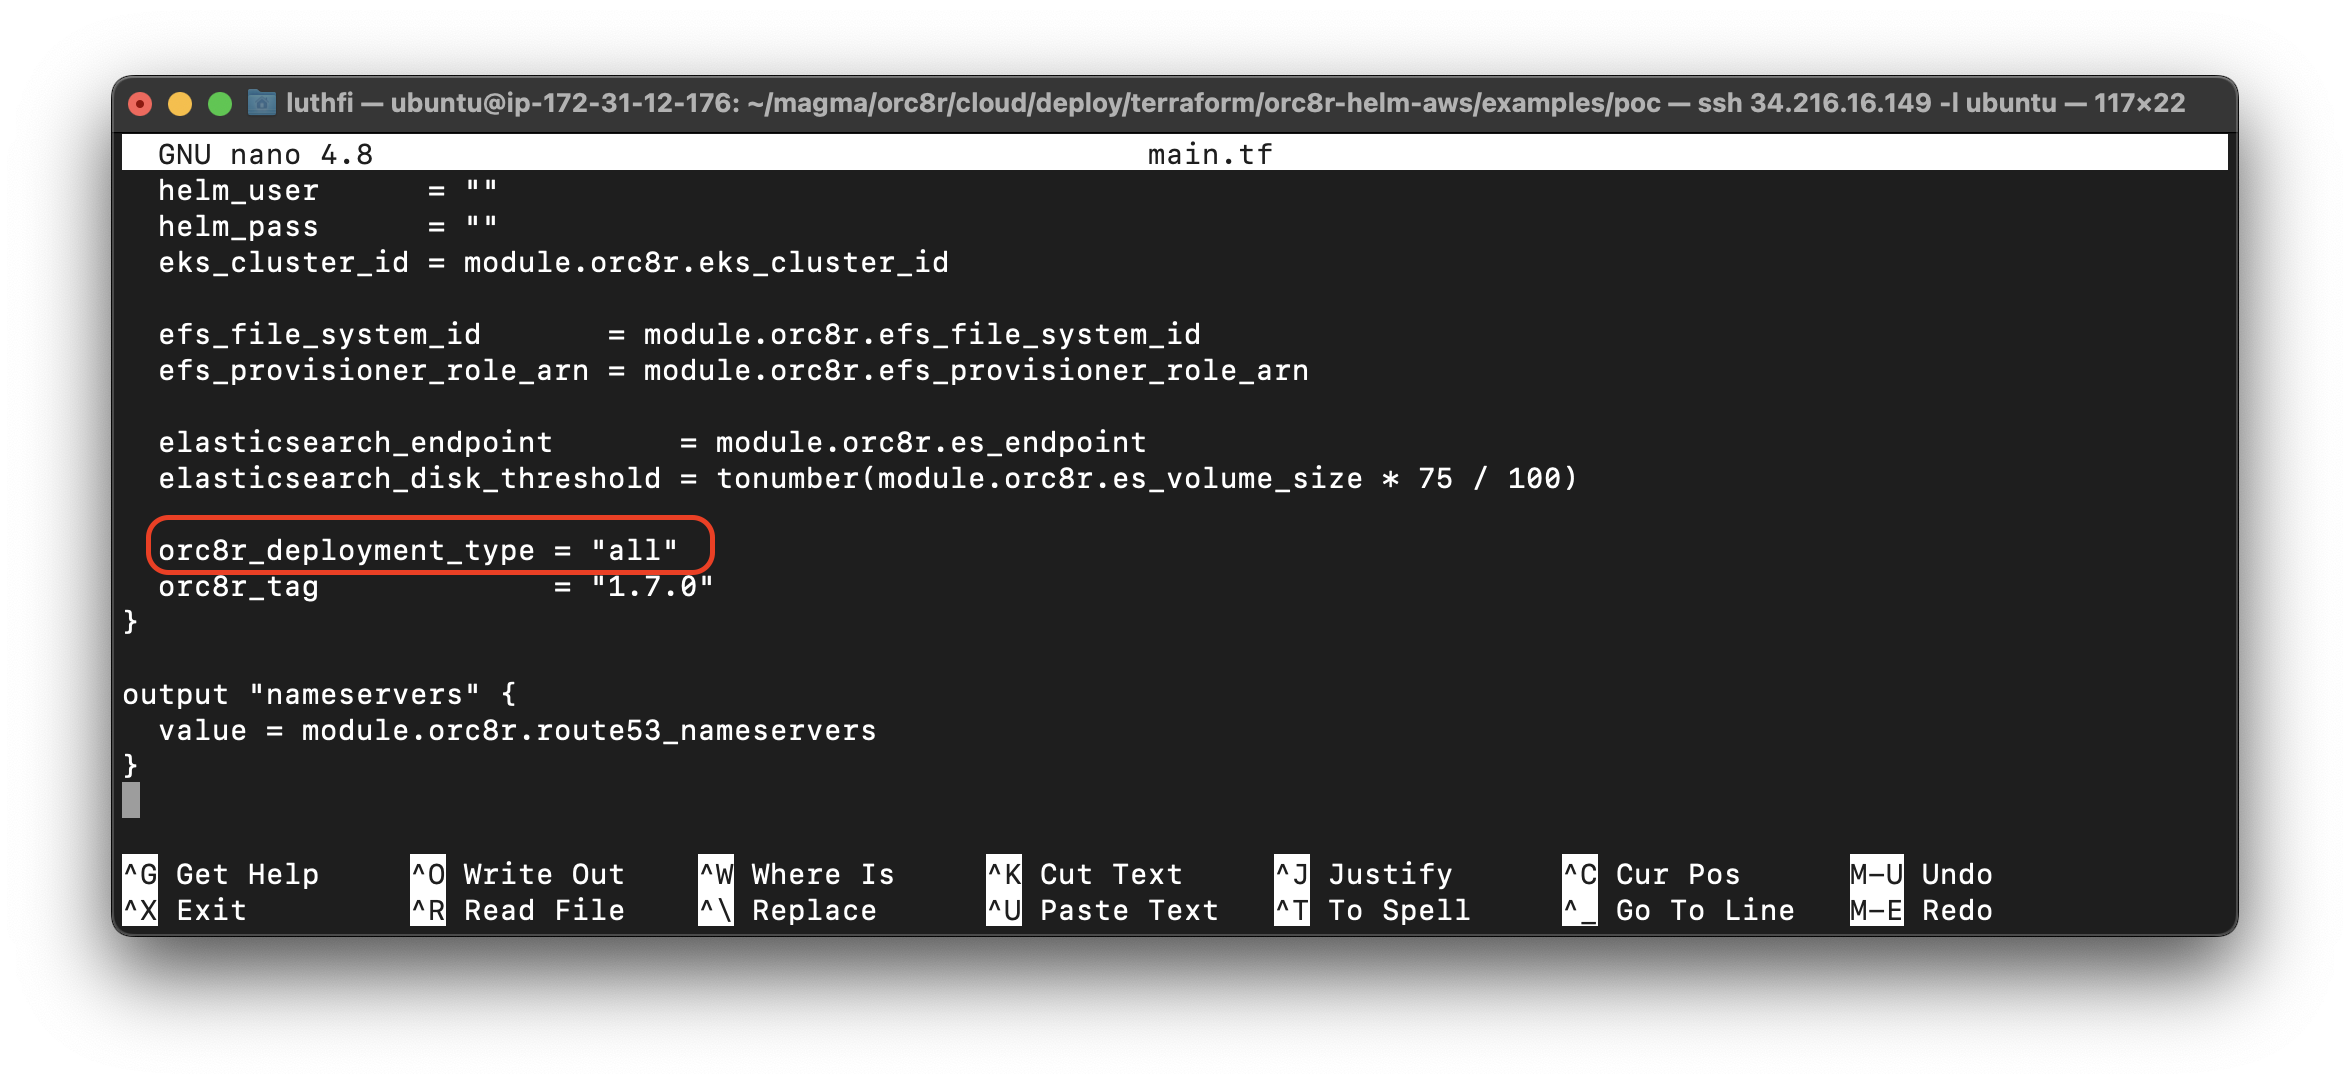 luthfi — ubuntu@ip-172-31-12-176: ~/magma/orc8r/cloud/deploy/terraform/orc8r-helm-aws/examples/poc — ssh 34.216.16.149 -l ubuntu — 117×22
GNU nano 4.8 main.tf
helm_user      = ""
helm_pass      = ""
eks_cluster_id = module.orc8r.eks_cluster_id
efs_file_system_id       = module.orc8r.efs_file_system_id
efs_provisioner_role_arn = module.orc8r.efs_provisioner_role_arn
elasticsearch_endpoint       = module.orc8r.es_endpoint
elasticsearch_disk_threshold = tonumber(module.orc8r.es_volume_size * 75 / 100)
orc8r_deployment_type = "all"
orc8r_tag             = "1.7.0"
}
output "nameservers" {
value = module.orc8r.route53_nameservers
}
^G Get Help ^O Write Out ^W Where Is ^K Cut Text ^J Justify ^C Cur Pos M-U Undo
^X Exit ^R Read File ^\ Replace ^U Paste Text ^T To Spell ^_ Go To Line M-E Redo